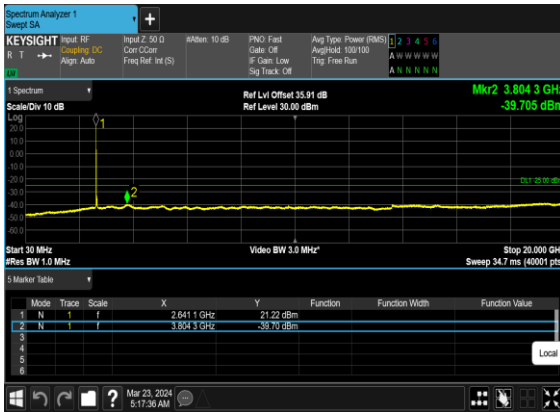 Spectrum Analyzer 1
Swept SA
+
KEYSIGHT Input: RF Input Z: 50 Ω #Atten: 10 dB PNO: Fast Avg Type: Power (RMS) 1 2 3 4 5 6
R T Coupling: DC Corr CCorr Gate: Off Avg|Hold: 100/100 A W W W W W
Align: Auto Freq Ref: Int (S) IF Gain: Low Trig: Free Run
Sig Track: Off A N N N N N
1 Spectrum Ref Lvl Offset 35.91 dB Mkr2 3.804 3 GHz
Scale/Div 10 dB Ref Level 30.00 dBm -39.705 dBm
Log
20.0
10.0
0.00
-10.0
-20.0
-30.0
-40.0
-50.0
-60.0
1
2
DL1 -25.00 dBm
Start 30 MHz Video BW 3.0 MHz* Stop 20.000 GHz
#Res BW 1.0 MHz Sweep 34.7 ms (40001 pts)
5 Marker Table
Mode Trace Scale X Y Function Function Width Function Value
1 N 1 f 2.641 1 GHz 21.22 dBm
2 N 1 f 3.804 3 GHz -39.70 dBm
3
4
5
6
Local
? Mar 23, 2024
5:17:36 AM